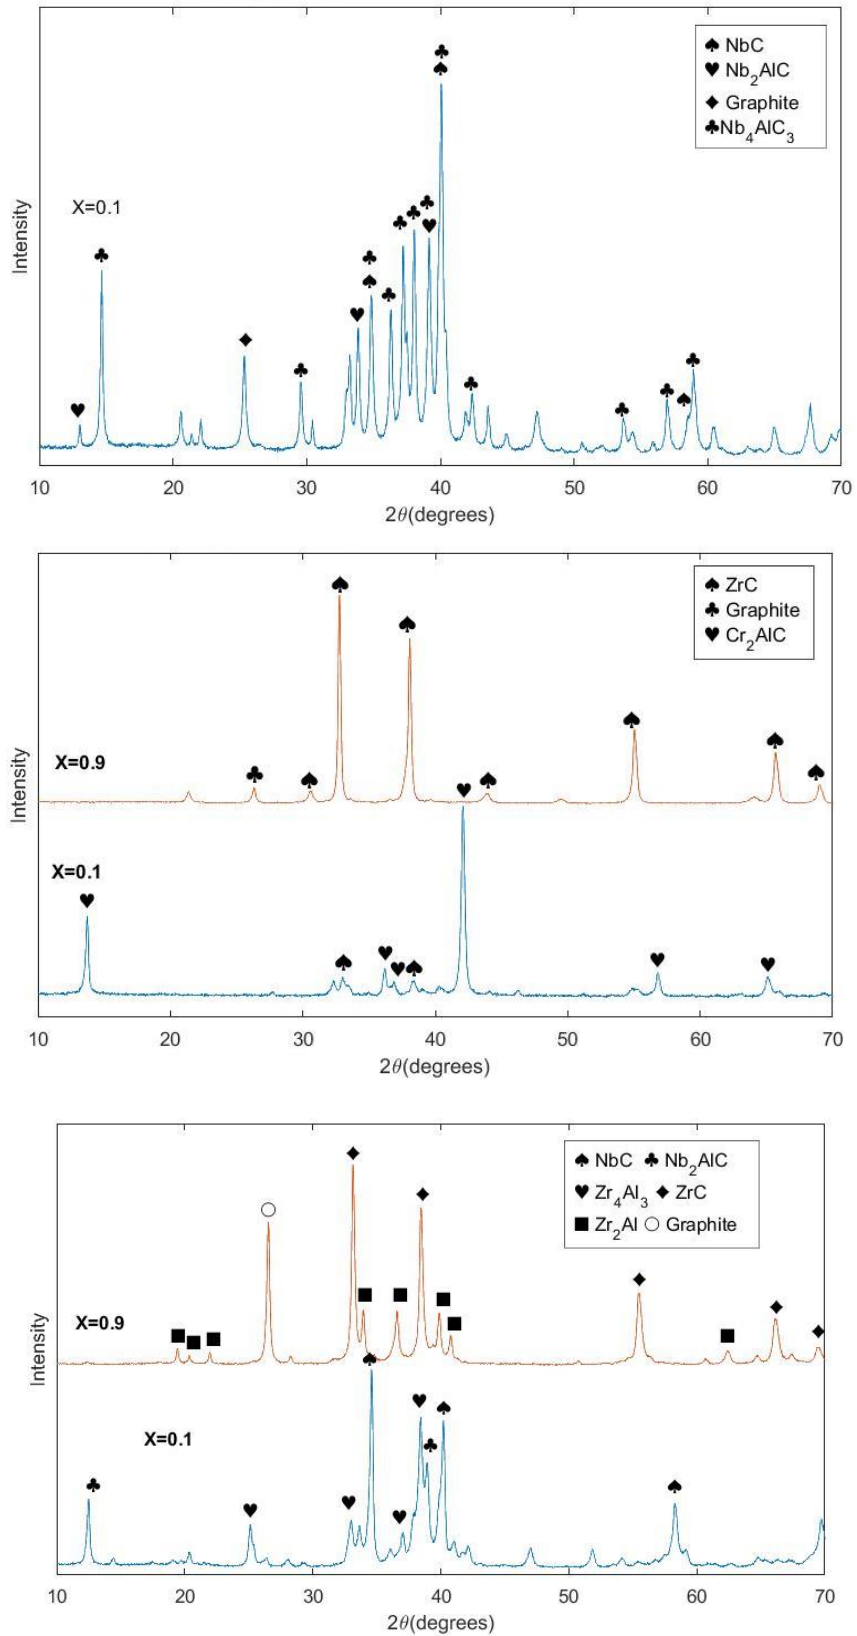 ♠ NbC
♥ Nb2AlC
♦ Graphite
♣Nb4AlC3
X=0.1
Intensity
10 20 30 40 50 60 70
2θ(degrees)
♠ ZrC
♣ Graphite
♥ Cr2AlC
X=0.9
X=0.1
Intensity
10 20 30 40 50 60 70
2θ(degrees)
♠ NbC ♣ Nb2AlC
♥ Zr4Al3 ♦ ZrC
■ Zr2Al ○ Graphite
X=0.9
X=0.1
Intensity
10 20 30 40 50 60 70
2θ(degrees)